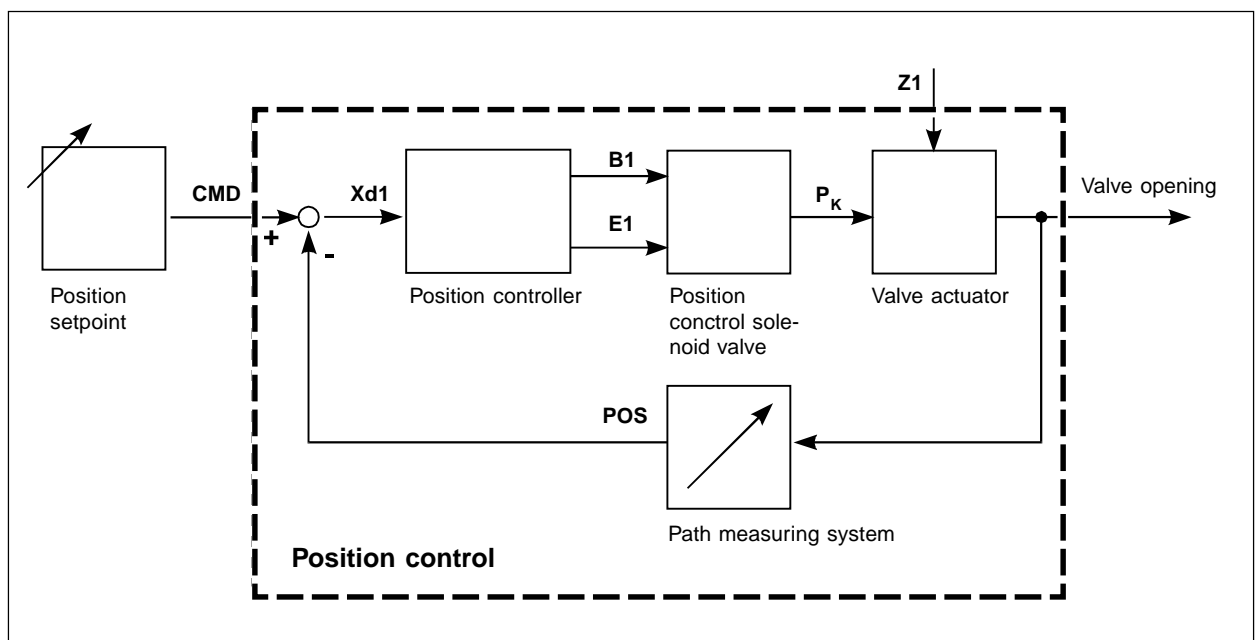 Z1
B1
CMD
Xd1
P_K
Valve opening
E1
+
-
Position
setpoint
Position controller
Position
conctrol sole-
noid valve
Valve actuator
POS
Path measuring system
Position control